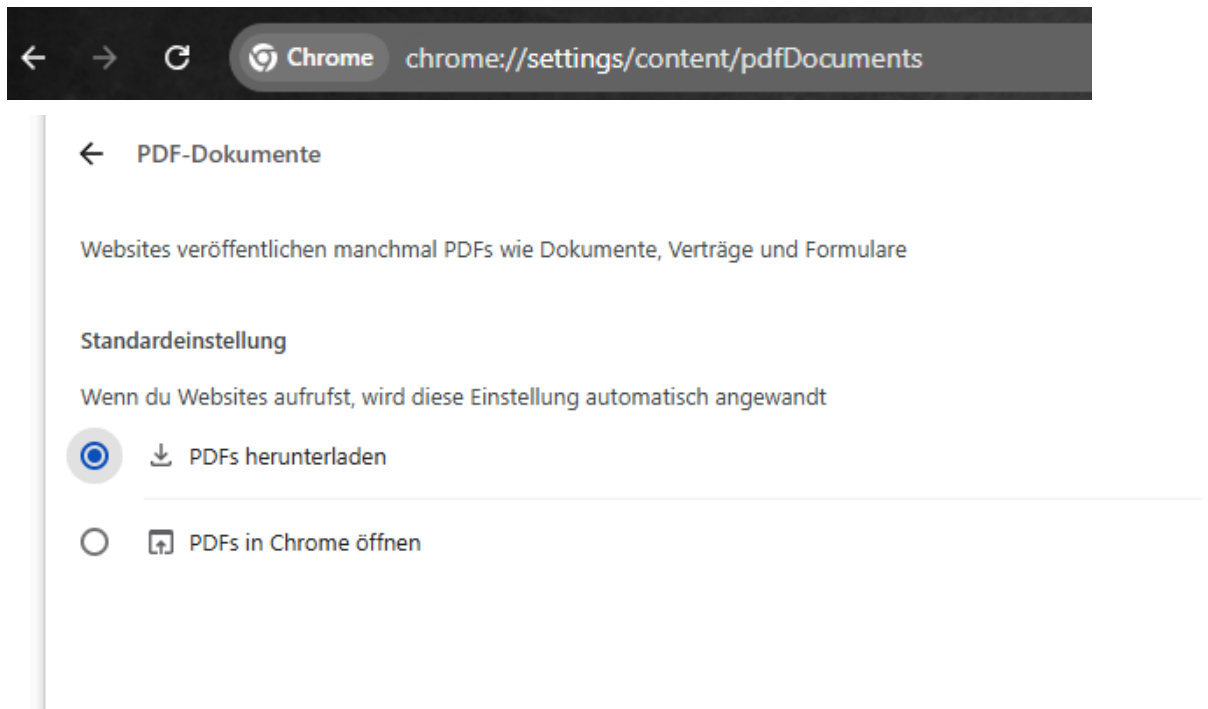 Chrome chrome://settings/content/pdfDocuments
PDF-Dokumente
Websites veröffentlichen manchmal PDFs wie Dokumente, Verträge und Formulare
Standardeinstellung
Wenn du Websites aufrufst, wird diese Einstellung automatisch angewandt
PDFs herunterladen
PDFs in Chrome öffnen